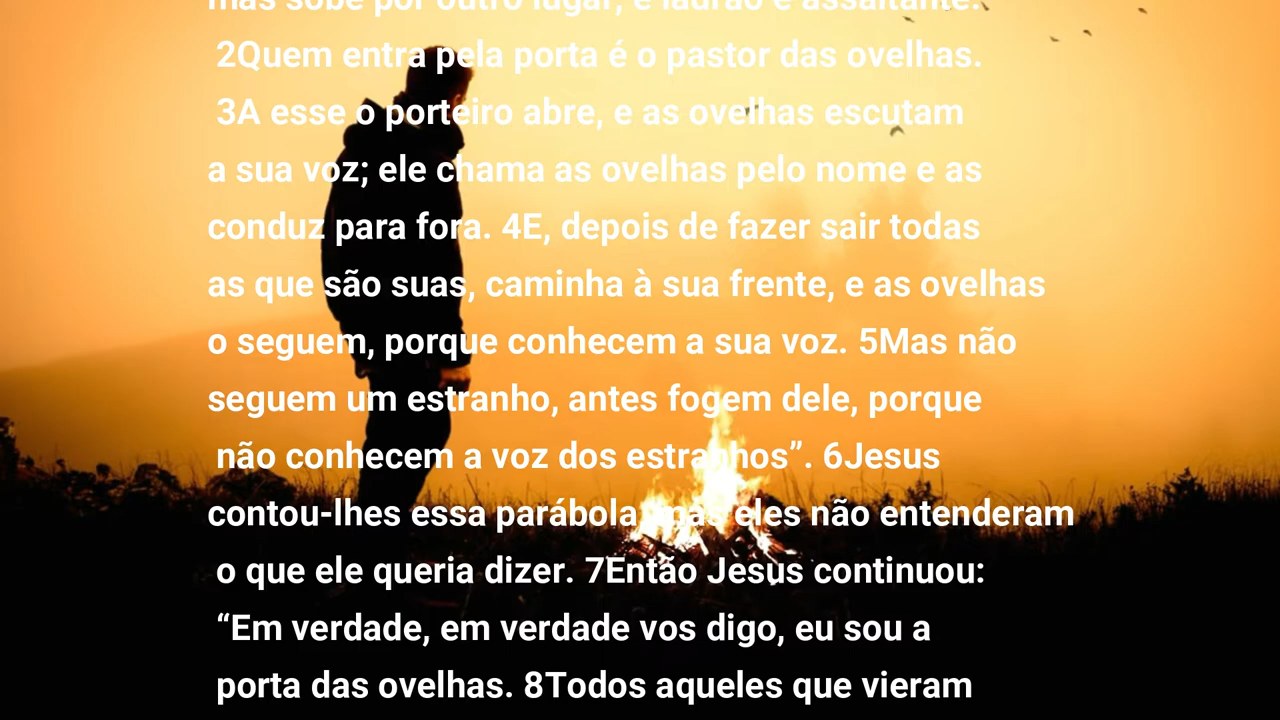 mas sobe por outro lugar, é ladrão e assaltante.
2Quem entra pela porta é o pastor das ovelhas.
3A esse o porteiro abre, e as ovelhas escutam
a sua voz; ele chama as ovelhas pelo nome e as
conduz para fora. 4E, depois de fazer sair todas
as que são suas, caminha à sua frente, e as ovelhas
o seguem, porque conhecem a sua voz. 5Mas não
seguem um estranho, antes fogem dele, porque
não conhecem a voz dos estranhos”. 6Jesus
contou-lhes essa parábola, mas eles não entenderam
o que ele queria dizer. 7Então Jesus continuou:
“Em verdade, em verdade vos digo, eu sou a
porta das ovelhas. 8Todos aqueles que vieram